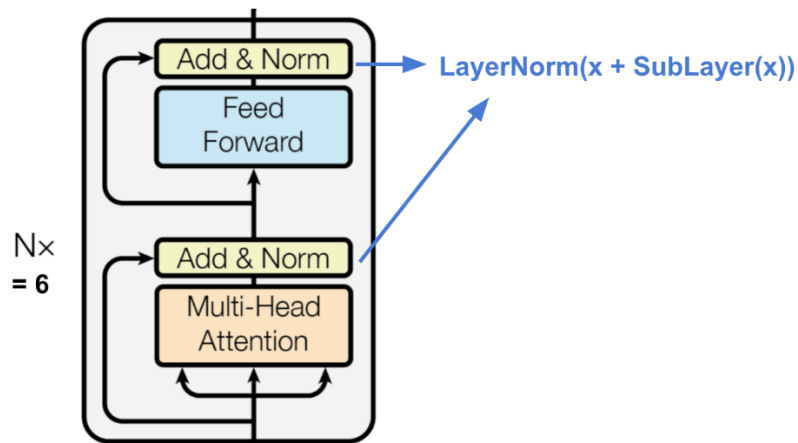 Add & Norm
LayerNorm(x + SubLayer(x))
Feed
Forward
N×
= 6
Add & Norm
Multi-Head
Attention